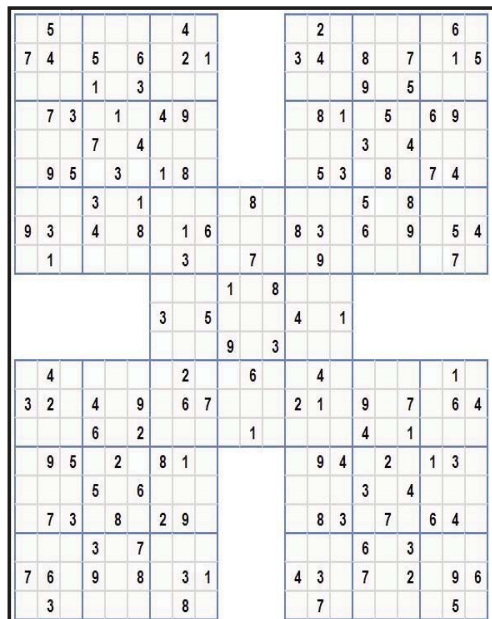 5 4 2 6
7 4 5 6 2 1 3 4 8 7 1 5
1 3 9 5
7 3 1 4 9 8 1 5 6 9
7 4 3 4
9 5 3 1 8 5 3 8 7 4
3 1 8 5 8
9 3 4 8 1 6 8 3 6 9 5 4
1 3 7 9 7
1 8
3 5 4 1
9 3
4 2 6 4 1
3 2 4 9 6 7 2 1 9 7 6 4
6 2 1 4 1
9 5 2 8 1 9 4 2 1 3
5 6 3 4
7 3 8 2 9 8 3 7 6 4
3 7 6 3
7 6 9 8 3 1 4 3 7 2 9 6
3 8 7 5